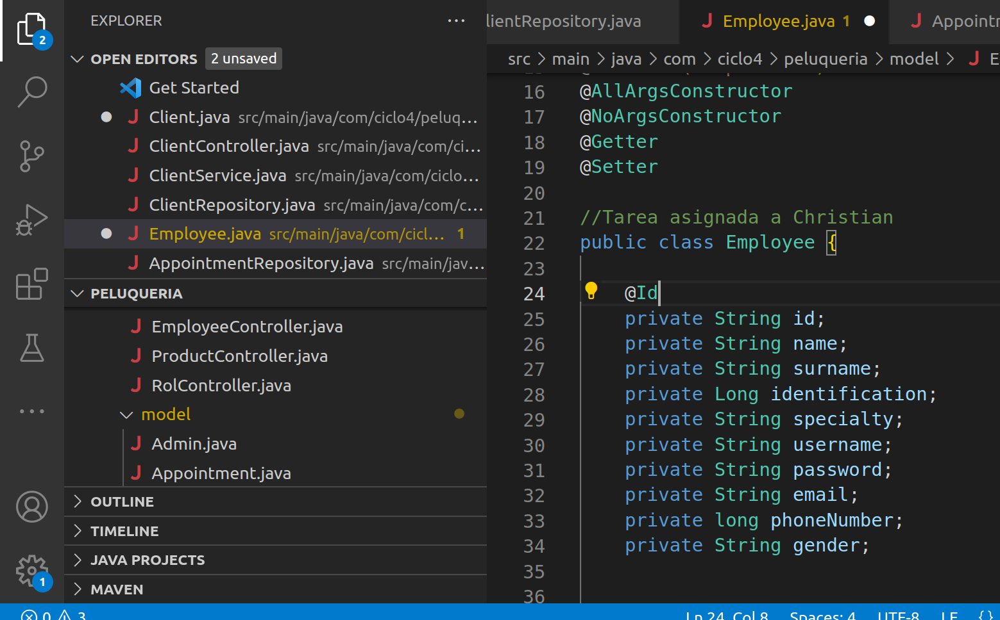 EXPLORER
2
OPEN EDITORS 2 unsaved
Get Started
Client.java src/main/java/com/ciclo4/peluq...
ClientController.java src/main/java/com/ci...
ClientService.java src/main/java/com/ciclo...
ClientRepository.java src/main/java/com/c...
Employee.java src/main/java/com/cicl... 1
AppointmentRepository.java src/main/jav...
PELUQUERIA
EmployeeController.java
ProductController.java
RolController.java
model
Admin.java
Appointment.java
OUTLINE
TIMELINE
JAVA PROJECTS
1
MAVEN
lientRepository.java
Employee.java 1
Appointr
src > main > java > com > ciclo4 > peluqueria > model > J E
16 @AllArgsConstructor
17 @NoArgsConstructor
18 @Getter
19 @Setter
20
21 //Tarea asignada a Christian
22 public class Employee {
23
24 @Id
25 private String id;
26 private String name;
27 private String surname;
28 private Long identification;
29 private String specialty;
30 private String username;
31 private String password;
32 private String email;
33 private long phoneNumber;
34 private String gender;
35
36
0 3 Ln 24, Col 8 Spaces: 4 UTF-8 LF {}